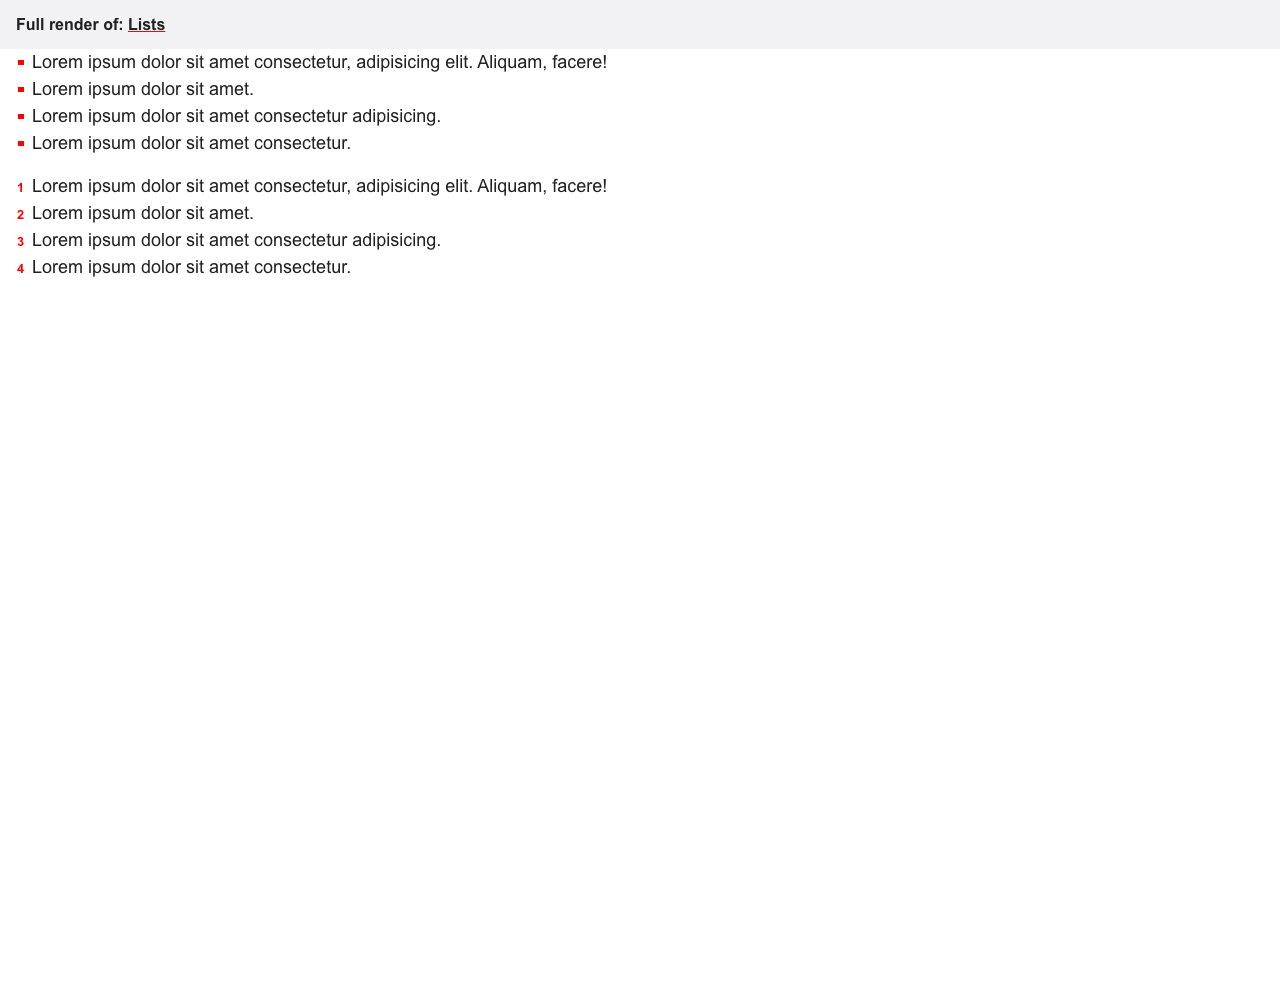 Full render of: Lists
Lorem ipsum dolor sit amet consectetur, adipisicing elit. Aliquam, facere!
Lorem ipsum dolor sit amet.
Lorem ipsum dolor sit amet consectetur adipisicing.
Lorem ipsum dolor sit amet consectetur.
1 Lorem ipsum dolor sit amet consectetur, adipisicing elit. Aliquam, facere!
2 Lorem ipsum dolor sit amet.
3 Lorem ipsum dolor sit amet consectetur adipisicing.
4 Lorem ipsum dolor sit amet consectetur.